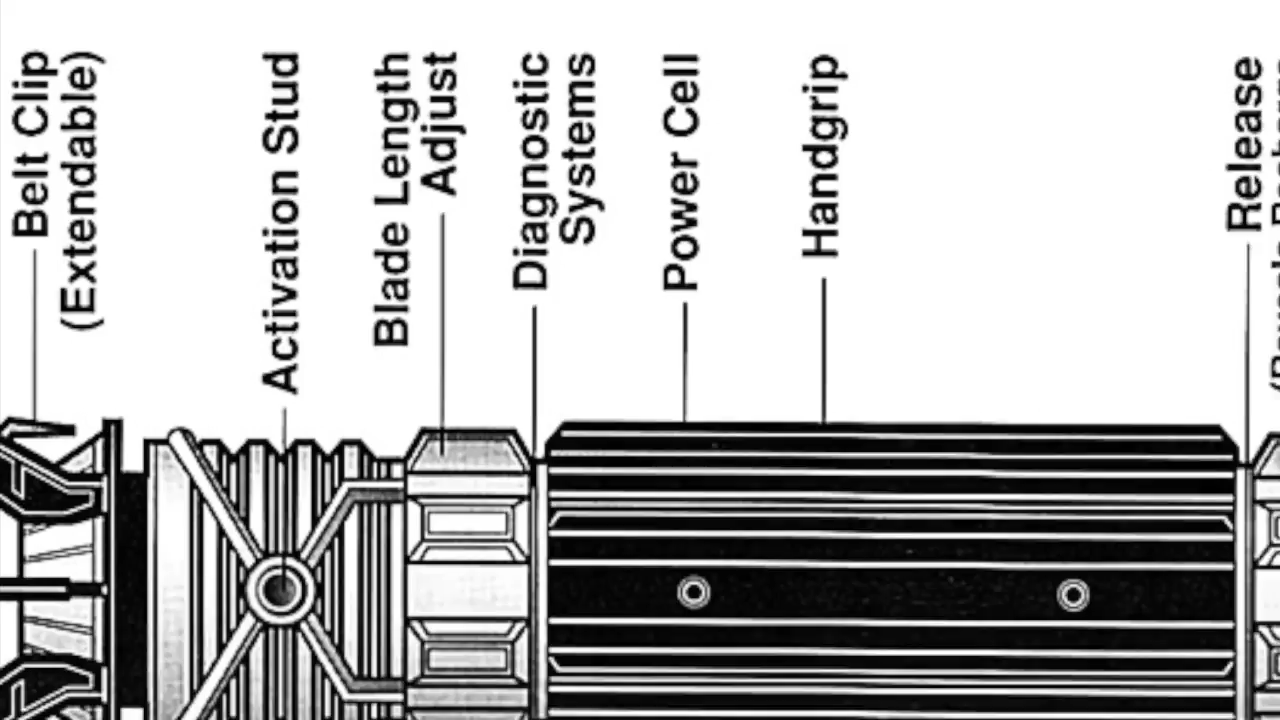 Belt Clip
(Extendable)
Activation Stud
Blade Length
Adjust
Diagnostic
Systems
Power Cell
Handgrip
Release